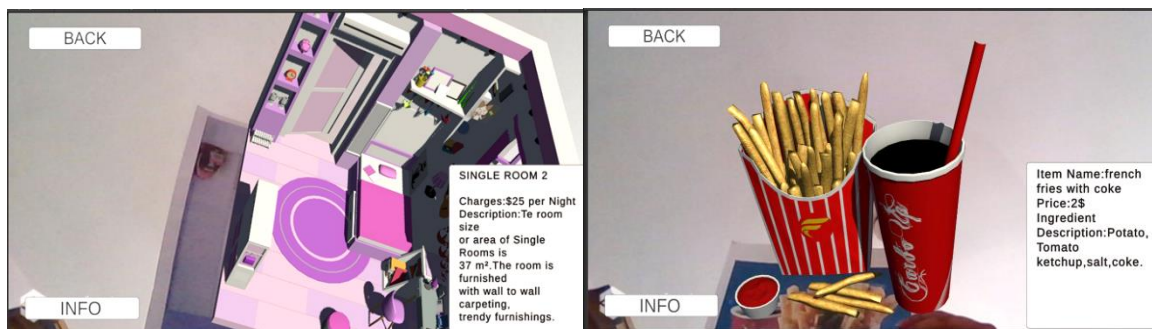 BACK
SINGLE ROOM 2
Charges:$25 per Night
Description:Te room
size
or area of Single
Rooms is
37 m².The room is
furnished
with wall to wall
carpeting,
trendy furnishings.
INFO
BACK
Item Name:french
fries with coke
Price:2$
Ingredient
Description:Potato,
Tomato
ketchup,salt,coke.
INFO